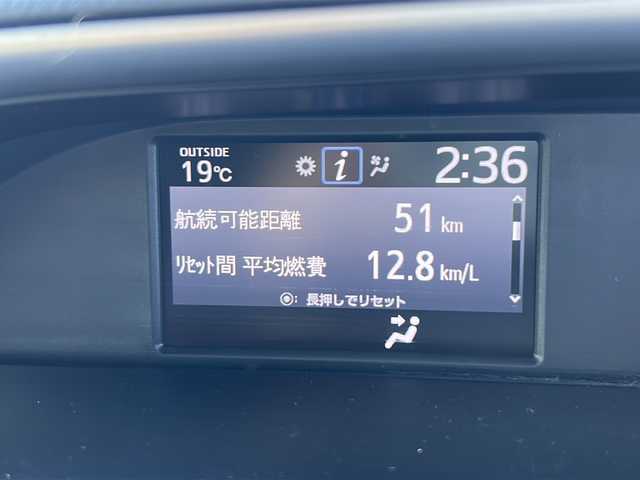 OUTSIDE
19℃
i
2:36
航続可能距離 51 km
ﾘｾｯﾄ間 平均燃費 12.8 km/L
◉: 長押しでリセット